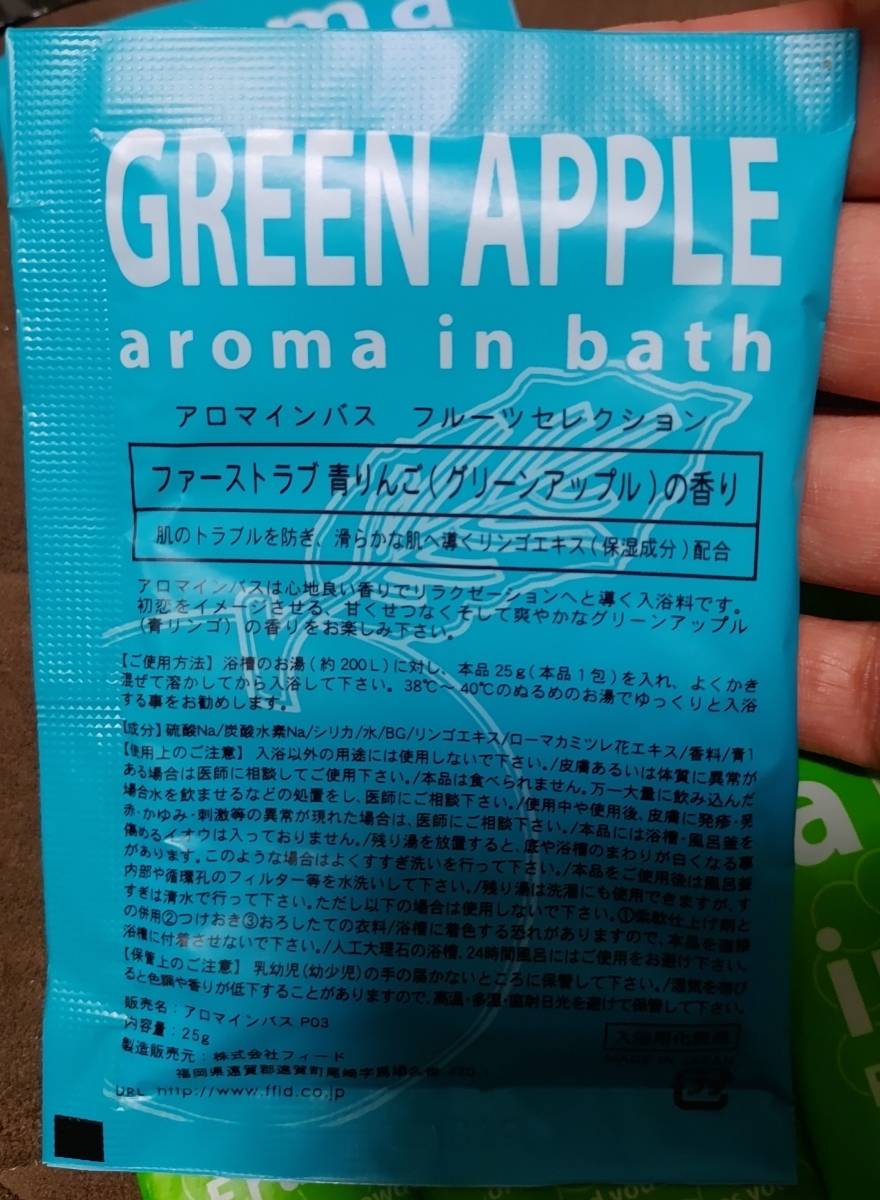 GREEN APPLE
aroma in bath
アロマインバス フルーツセレクション
ファーストラブ 青りんご(グリーンアップル)の香り
肌のトラブルを防ぎ、滑らかな肌へ導くリンゴエキス(保湿成分)配合
アロマインバスは心地良い香りでリラクゼーションへと導く入浴料です。
初恋をイメージさせる、甘くせつなくそして爽やかなグリーンアップル
(青リンゴ)の香りをお楽しみ下さい。
【ご使用方法】浴槽のお湯(約200L)に対し、本品25g(本品1包)を入れ、よくかき
混ぜて溶かしてから入浴して下さい。38℃~40℃のぬるめのお湯でゆっくりと入浴
する事をお勧めします。
【成分】硫酸Na/炭酸水素Na/シリカ/水/BG/リンゴエキス/ローマカミツレ花エキス/香料/青1
【使用上のご注意】入浴以外の用途には使用しないで下さい。/皮膚あるいは体質に異常が
ある場合は医師に相談してご使用下さい。/本品は食べられません。万一大量に飲み込んだ
場合水を飲ませるなどの処置をし、医師にご相談下さい。/使用中や使用後、皮膚に発疹・発
赤・かゆみ・刺激等の異常が現れた場合は、医師にご相談下さい。/本品には浴槽・風呂釜を
傷めるイオウは入っておりません。/残り湯を放置すると、底や浴槽のまわりが白くなる事
があります。このような場合はよくすすぎ洗いを行って下さい。/本品をご使用後は風呂釜
内部や循環孔のフィルター等を水洗いして下さい。/残り湯は洗濯にも使用できますが、す
すぎは清水で行って下さい。ただし以下の場合は使用しないで下さい。①柔軟仕上げ剤と
の併用②つけおき③おろしたての衣料/浴槽に着色する恐れがありますので、本品を直接
浴槽に付着させないで下さい。/人工大理石の浴槽、24時間風呂にはご使用をお避け下さい。
【保管上のご注意】乳幼児(幼少児)の手の届かないところに保管して下さい。/湿気を帯び
ると色調や香りが低下することがありますので、高温・多湿・直射日光を避けて保管して下さい。
販売名:アロマインバス P03
内容量:25g
製造販売元:株式会社フィード
福岡県遠賀郡遠賀町尾崎字
URL http://www.ffid.co.jp
入浴用化粧品
MADE IN JAPAN
プラ